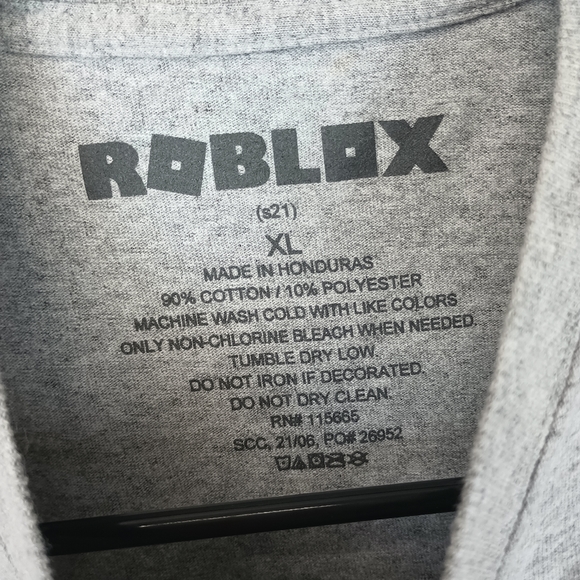 ROBLOX
(s21)
XL
MADE IN HONDURAS
90% COTTON / 10% POLYESTER
MACHINE WASH COLD WITH LIKE COLORS
ONLY NON-CHLORINE BLEACH WHEN NEEDED.
TUMBLE DRY LOW.
DO NOT IRON IF DECORATED.
DO NOT DRY CLEAN.
RN# 115665
SCC, 21/06, PO# 26952